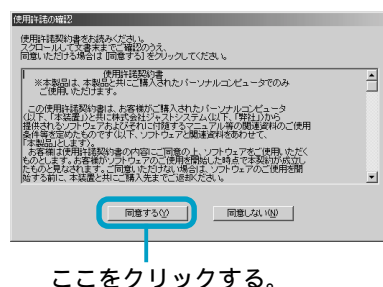 使用許諾の確認
使用許諾契約書をお読みください。
スクロールして文書末までご確認のうえ、
同意いただける場合は [同意する] をクリックしてください。
使用許諾契約書
※本製品は、本製品と共にご購入されたパーソナルコンピュータでのみ
ご使用いただけます。
この使用許諾契約書は、お客様がご購入されたパーソナルコンピュータ
(以下、「本装置」)と共に株式会社ジャストシステム(以下、「弊社」)から
提供されるソフトウェアおよびそれに付随するマニュアル等の関連資料のご使用
条件等を定めたものです(以下、ソフトウェアと関連資料を合わせて、
「本製品」とします)。
お客様は使用許諾契約書の内容にご同意の上、ソフトウェアをご使用いただく
ものとします。お客様がソフトウェアのご使用を開始した時点で本契約が成立し
たものと見なされます。ご同意いただけない場合は、ソフトウェアのご使用を開
始する前に、本装置と共にご購入先までご返却ください。
同意する(Y)
同意しない(N)
ここをクリックする。